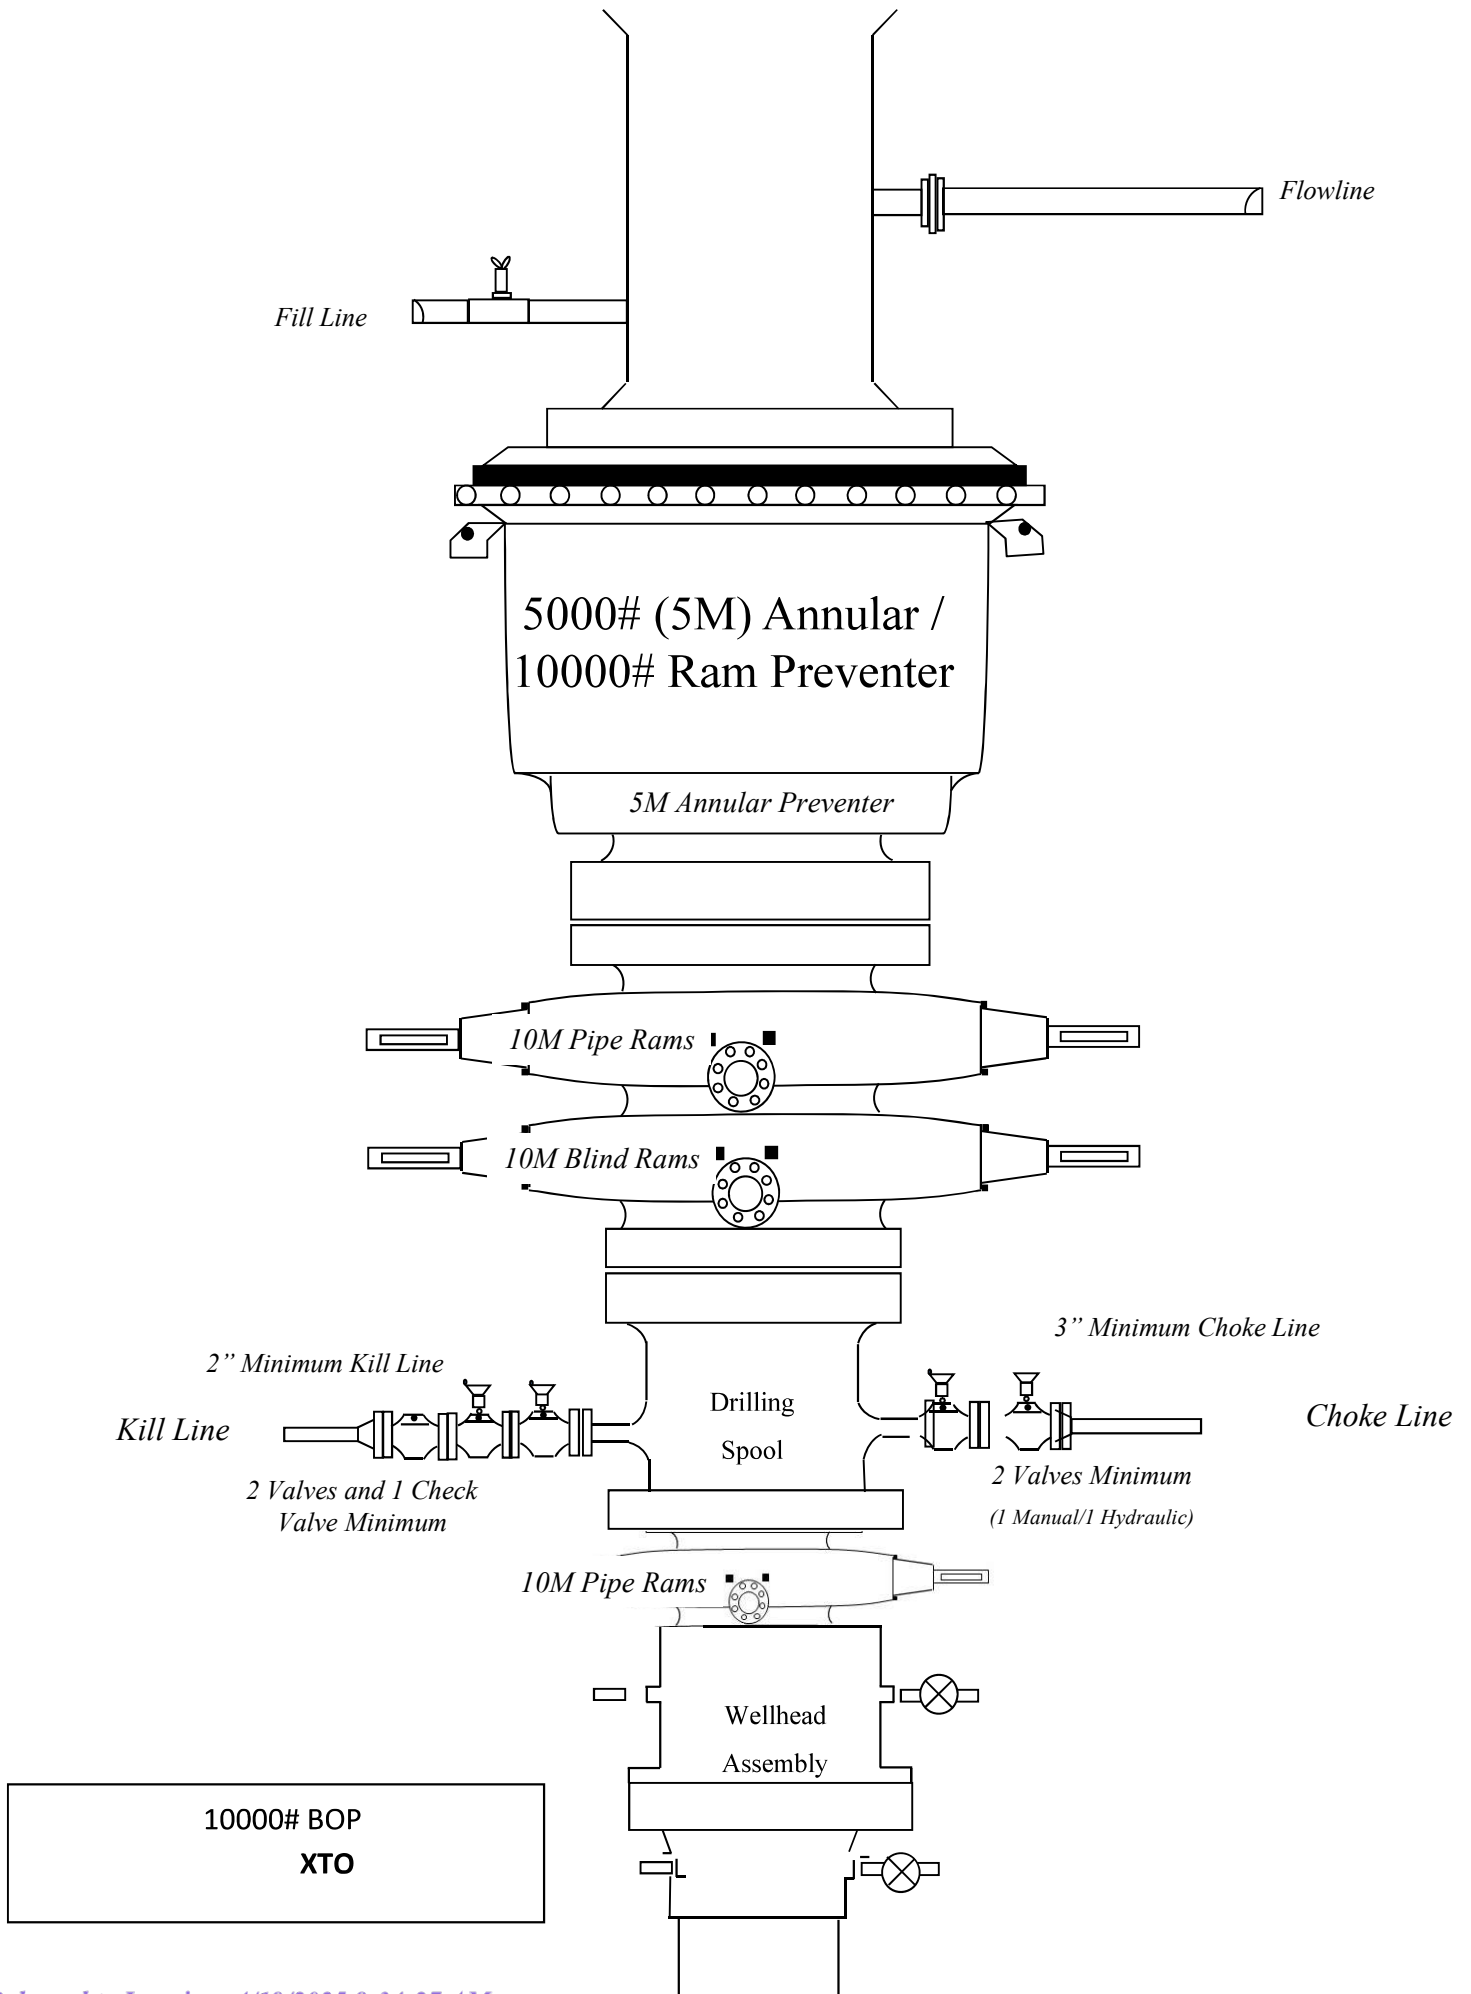 Flowline
Fill Line
5000# (5M) Annular /
10000# Ram Preventer
5M Annular Preventer
10M Pipe Rams
10M Blind Rams
3” Minimum Choke Line
2” Minimum Kill Line
Drilling
Spool
Kill Line
Choke Line
2 Valves and 1 Check
Valve Minimum
2 Valves Minimum
(1 Manual/1 Hydraulic)
10M Pipe Rams
Wellhead
Assembly
10000# BOP
XTO